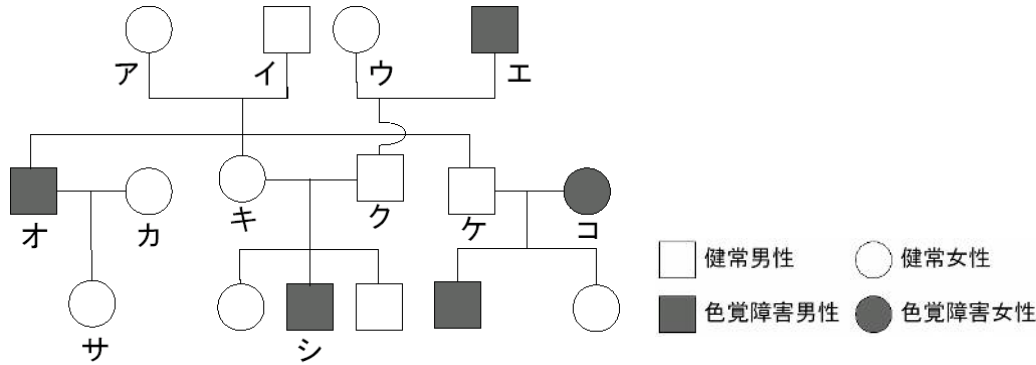 ア イ ウ エ
オ カ キ ク ケ コ
サ シ
健常男性 健常女性
色覚障害男性 色覚障害女性